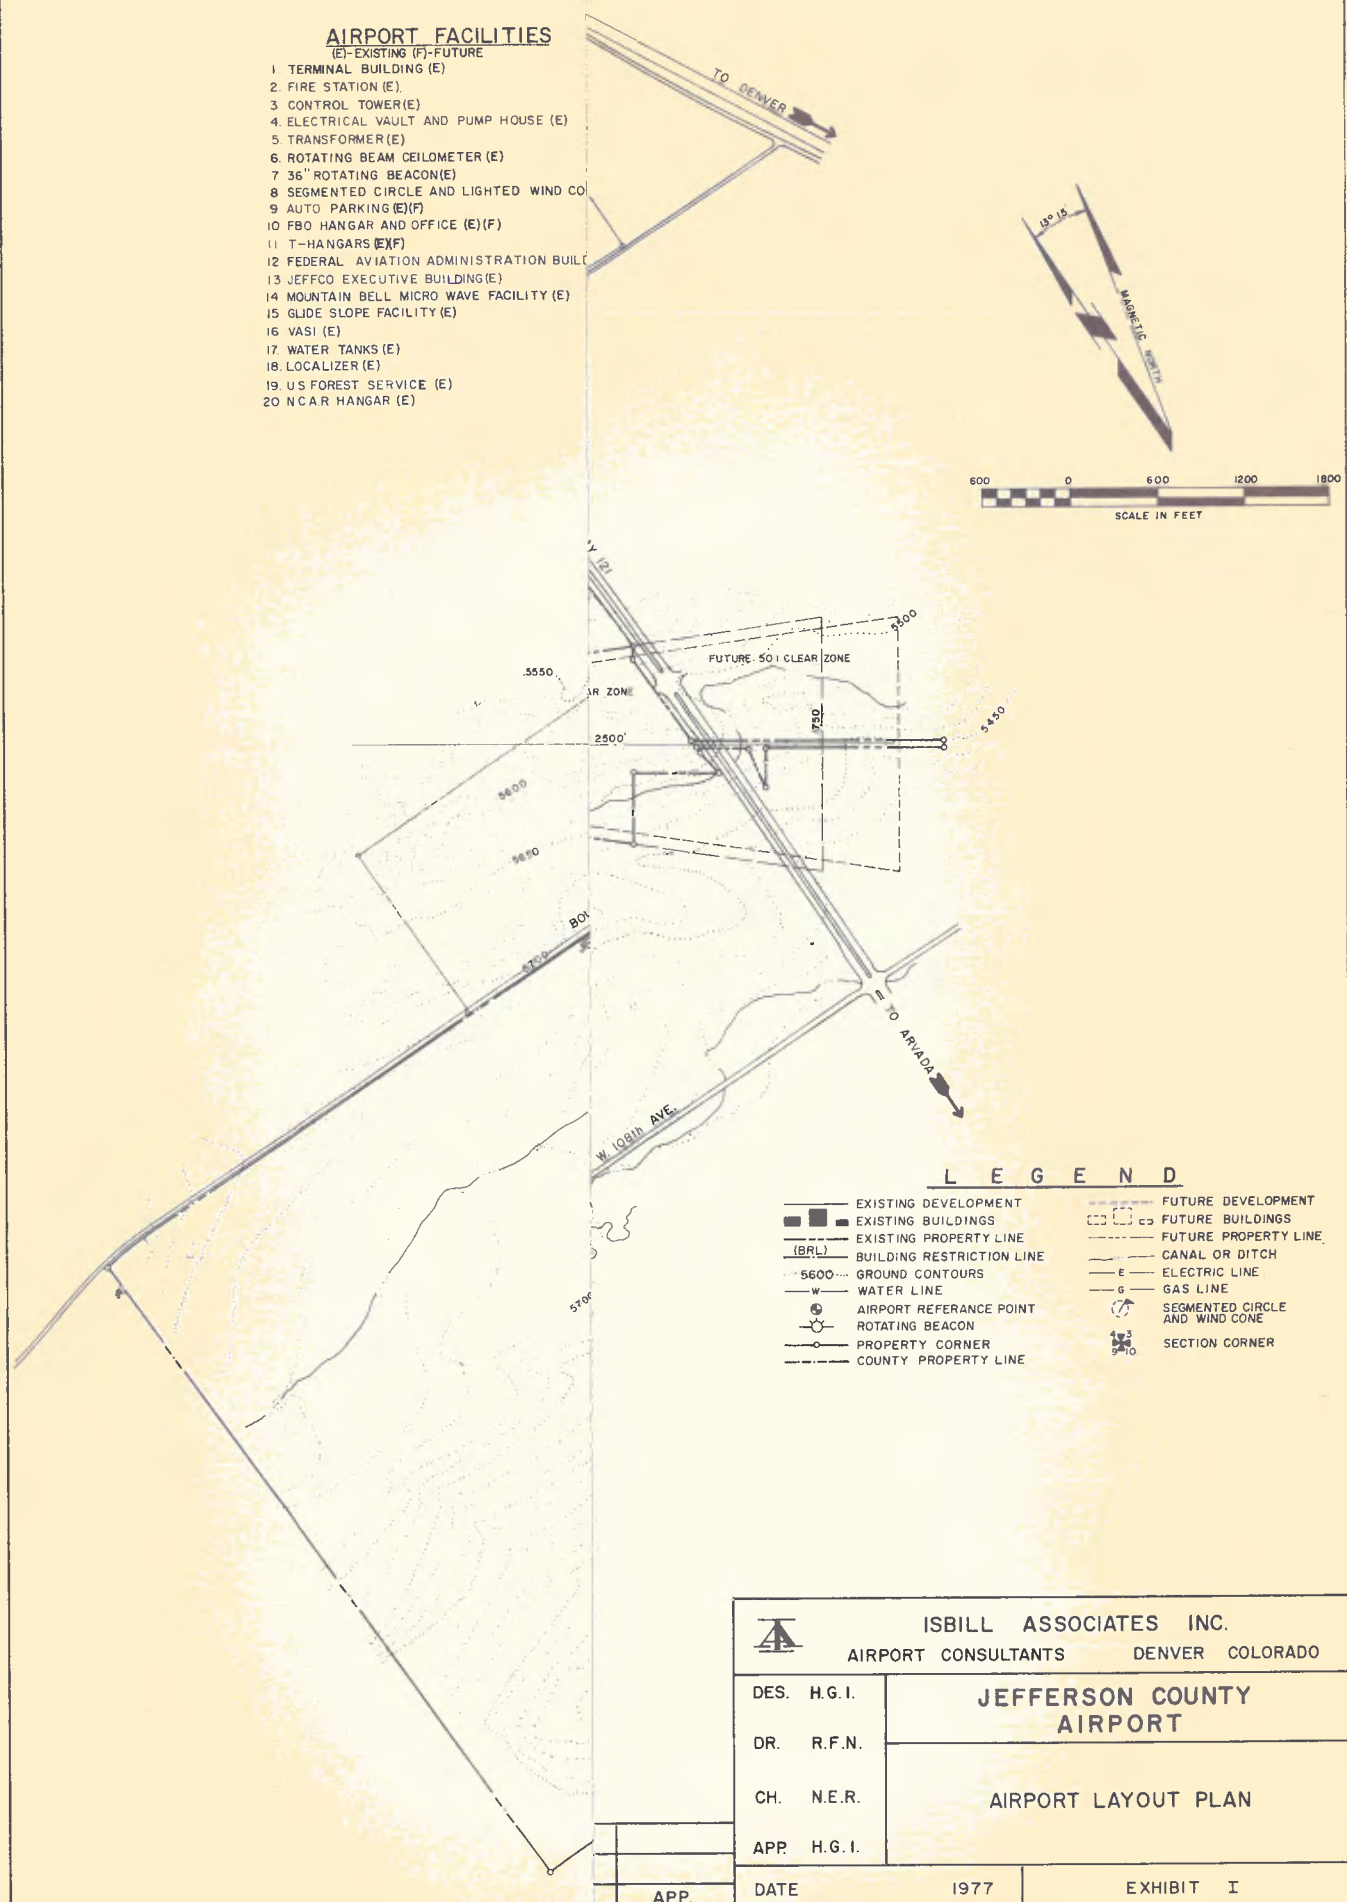 AIRPORT FACILITIES
(E)-EXISTING (F)-FUTURE
1 TERMINAL BUILDING (E)
2. FIRE STATION (E).
3 CONTROL TOWER(E)
4. ELECTRICAL VAULT AND PUMP HOUSE (E)
5. TRANSFORMER(E)
6. ROTATING BEAM CEILOMETER (E)
7 36" ROTATING BEACON(E)
8 SEGMENTED CIRCLE AND LIGHTED WIND CO
9 AUTO PARKING (E)(F)
10 FBO HANGAR AND OFFICE (E)(F)
11 T-HANGARS (E)(F)
12 FEDERAL AVIATION ADMINISTRATION BUIL
13 JEFFCO EXECUTIVE BUILDING(E)
14 MOUNTAIN BELL MICRO WAVE FACILITY (E)
15 GLIDE SLOPE FACILITY (E)
16 VASI (E)
17. WATER TANKS (E)
18. LOCALIZER (E)
19. US FOREST SERVICE (E)
20 N.C.A.R HANGAR (E)
TO DENVER
13° 15'
MAGNETIC NORTH
600 0 600 1200 1800
SCALE IN FEET
Y 121
5500
FUTURE 50:1 CLEAR ZONE
5550
AR ZONE
750
5450
2500'
5600
5650
BOU
5700
TO ARVADA
W. 108th AVE.
5700
LEGEND
EXISTING DEVELOPMENT
EXISTING BUILDINGS
EXISTING PROPERTY LINE
(BRL) BUILDING RESTRICTION LINE
5600 GROUND CONTOURS
W WATER LINE
AIRPORT REFERANCE POINT
ROTATING BEACON
PROPERTY CORNER
COUNTY PROPERTY LINE
FUTURE DEVELOPMENT
FUTURE BUILDINGS
FUTURE PROPERTY LINE
CANAL OR DITCH
E ELECTRIC LINE
G GAS LINE
SEGMENTED CIRCLE
AND WIND CONE
4 3
9 10
SECTION CORNER
ISBILL ASSOCIATES INC.
AIRPORT CONSULTANTS DENVER COLORADO
DES. H.G.I.
DR. R.F.N.
CH. N.E.R.
APP. H.G.I.
JEFFERSON COUNTY
AIRPORT
AIRPORT LAYOUT PLAN
APP.
DATE 1977 EXHIBIT I